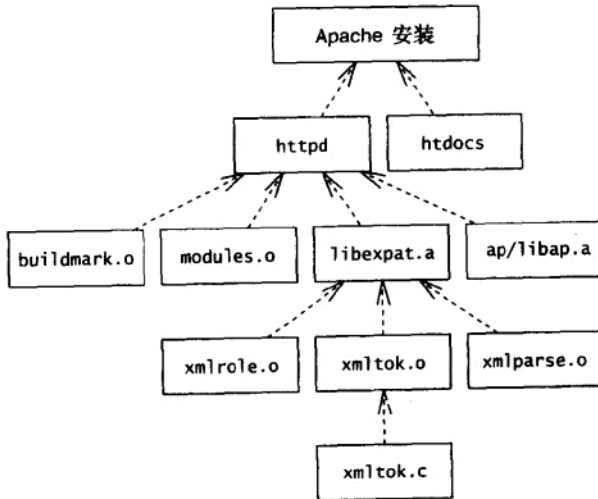 Apache 安装
httpd
htdocs
buildmark.o
modules.o
libexpat.a
ap/libap.a
xmlrole.o
xmltok.o
xmlparse.o
xmltok.c